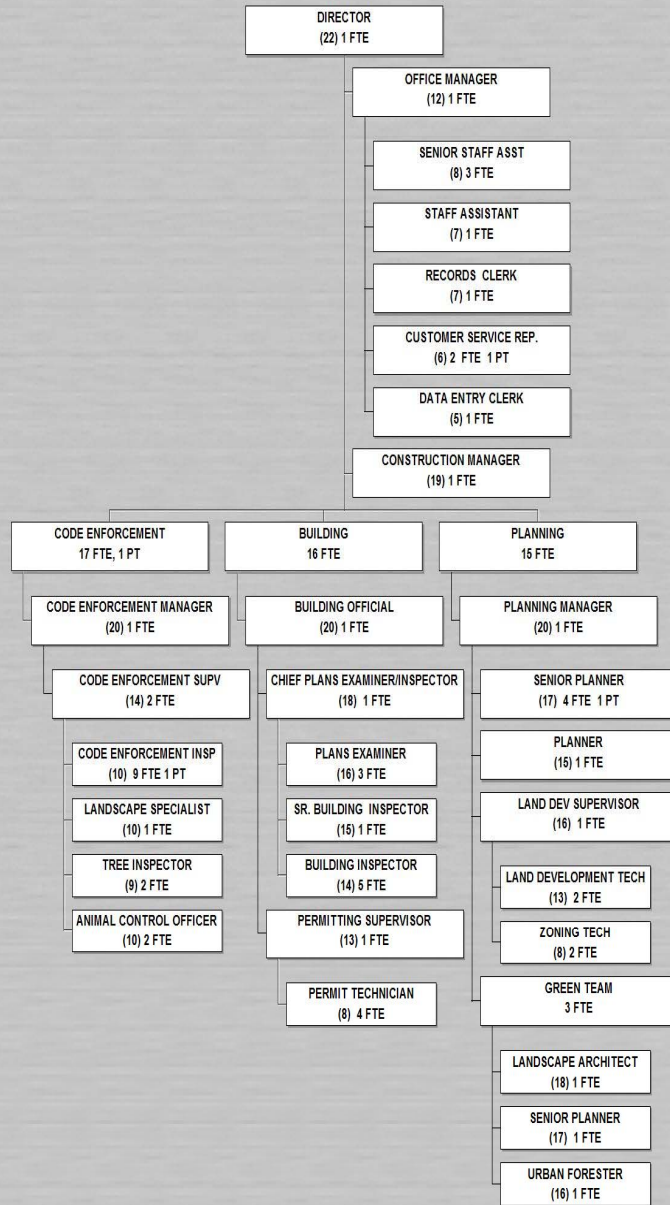 DIRECTOR
(22) 1 FTE
OFFICE MANAGER
(12) 1 FTE
SENIOR STAFF ASST
(8) 3 FTE
STAFF ASSISTANT
(7) 1 FTE
RECORDS CLERK
(7) 1 FTE
CUSTOMER SERVICE REP.
(6) 2 FTE 1 PT
DATA ENTRY CLERK
(5) 1 FTE
CONSTRUCTION MANAGER
(19) 1 FTE
CODE ENFORCEMENT
17 FTE, 1 PT
CODE ENFORCEMENT MANAGER
(20) 1 FTE
CODE ENFORCEMENT SUPV
(14) 2 FTE
CODE ENFORCEMENT INSP
(10) 9 FTE 1 PT
LANDSCAPE SPECIALIST
(10) 1 FTE
TREE INSPECTOR
(9) 2 FTE
ANIMAL CONTROL OFFICER
(10) 2 FTE
BUILDING
16 FTE
BUILDING OFFICIAL
(20) 1 FTE
CHIEF PLANS EXAMINER/INSPECTOR
(18) 1 FTE
PLANS EXAMINER
(16) 3 FTE
SR. BUILDING INSPECTOR
(15) 1 FTE
BUILDING INSPECTOR
(14) 5 FTE
PERMITTING SUPERVISOR
(13) 1 FTE
PERMIT TECHNICIAN
(8) 4 FTE
PLANNING
15 FTE
PLANNING MANAGER
(20) 1 FTE
SENIOR PLANNER
(17) 4 FTE 1 PT
PLANNER
(15) 1 FTE
LAND DEV SUPERVISOR
(16) 1 FTE
LAND DEVELOPMENT TECH
(13) 2 FTE
ZONING TECH
(8) 2 FTE
GREEN TEAM
3 FTE
LANDSCAPE ARCHITECT
(18) 1 FTE
SENIOR PLANNER
(17) 1 FTE
URBAN FORESTER
(16) 1 FTE